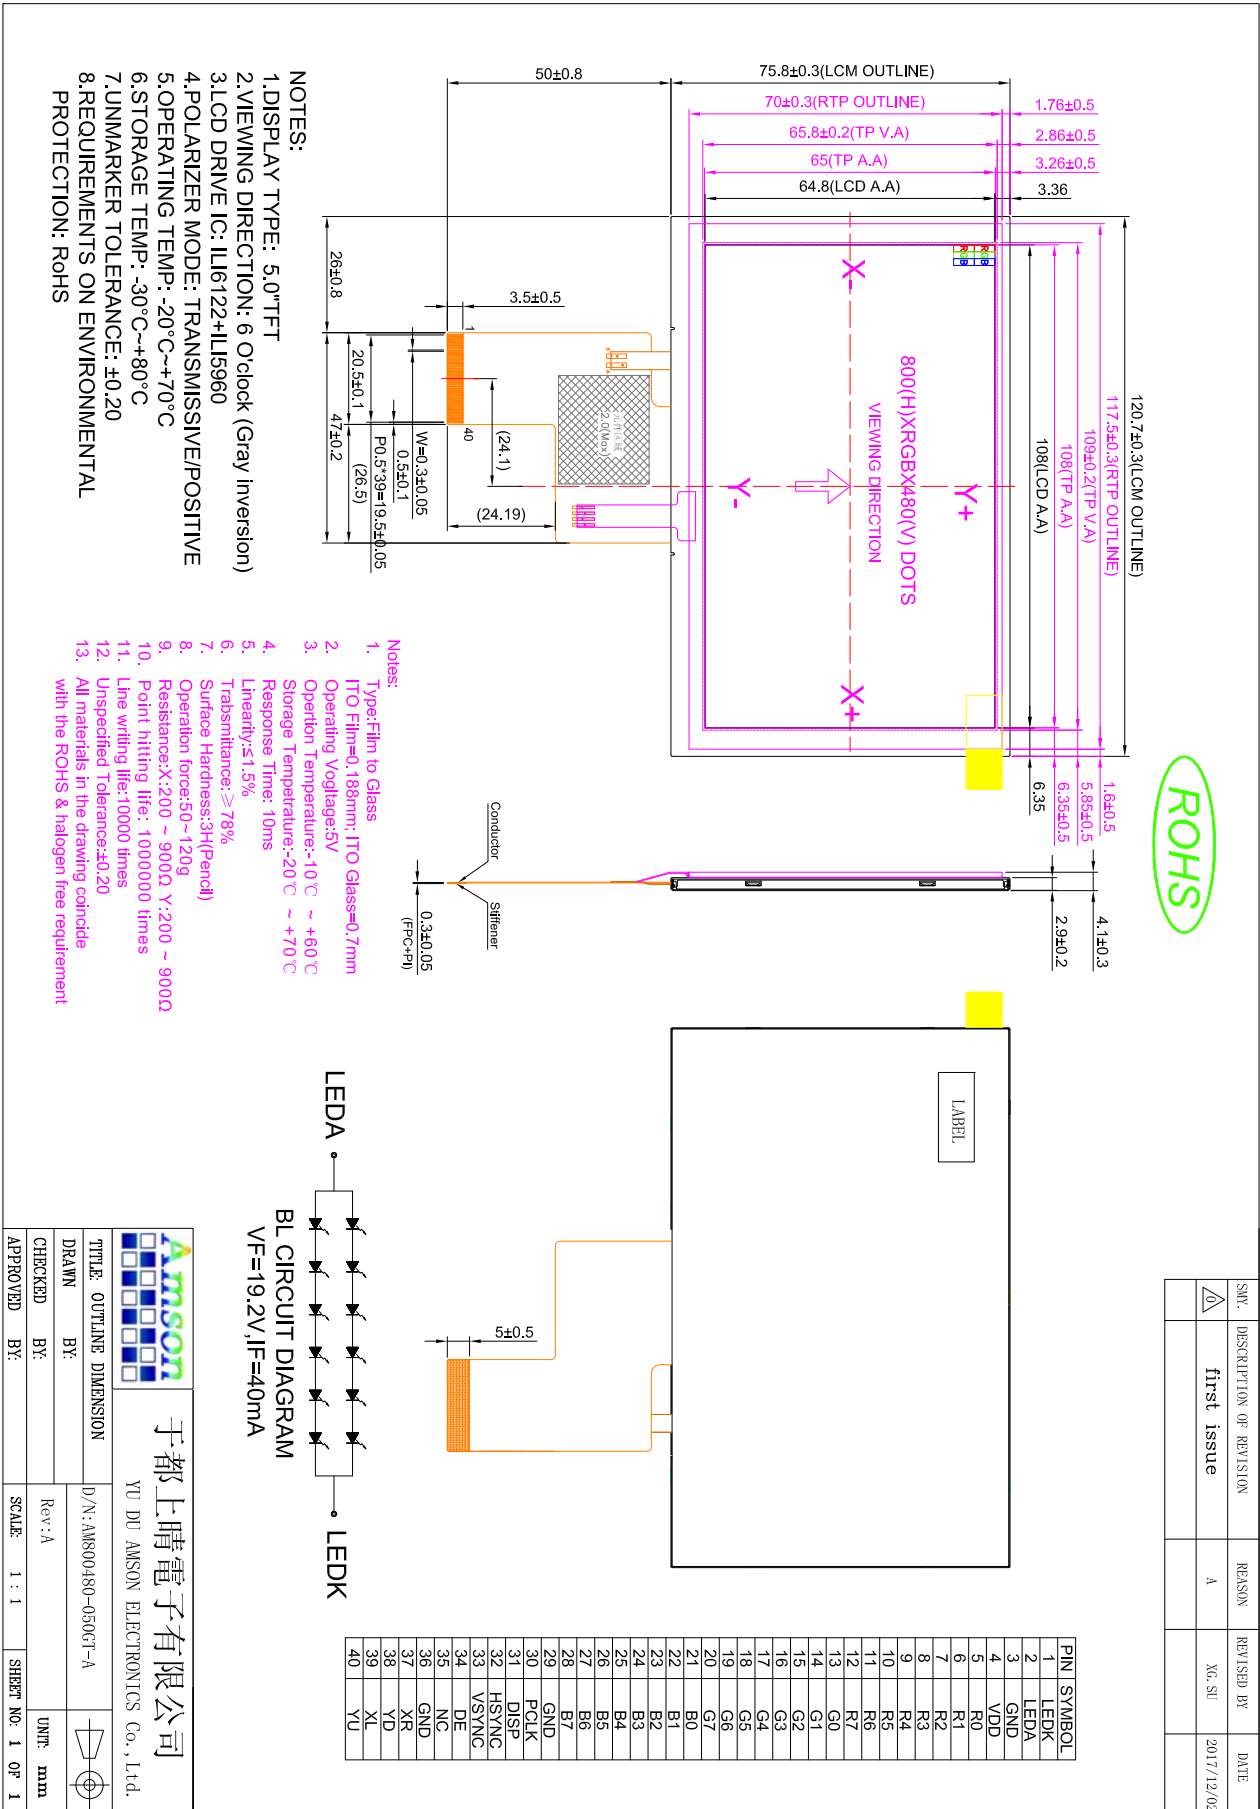 SMY.
DESCRIPTION OF REVISION
REASON
REVISED BY
DATE
0
first issue
A
XG. SU
2017/12/02
ROHS
120.7±0.3(LCM OUTLINE)
117.5±0.3(RTP OUTLINE)
109±0.2(TP V.A)
108(TP A.A)
108(LCD A.A)
1.6±0.5
5.85±0.5
6.35±0.5
6.35
50±0.8
75.8±0.3(LCM OUTLINE)
70±0.3(RTP OUTLINE)
65.8±0.2(TP V.A)
65(TP A.A)
64.8(LCD A.A)
1.76±0.5
2.86±0.5
3.26±0.5
3.36
RGB
RGB
X-
Y+
Y-
X+
800(H)XRGBX480(V) DOTS
VIEWING DIRECTION
元件区域
2.0(Max)
1
40
3.5±0.5
26±0.8
20.5±0.1
47±0.2
(24.1)
W=0.3±0.05
0.5±0.1
P0.5*39=19.5±0.05
(26.5)
(24.19)
4.1±0.3
2.9±0.2
Conductor
Stiffener
0.3±0.05
(FPC+PI)
LABEL
5±0.5
LEDA
LEDK
BL CIRCUIT DIAGRAM
VF=19.2V,IF=40mA
NOTES:
1.DISPLAY TYPE: 5.0"TFT
2.VIEWING DIRECTION: 6 O'clock (Gray inversion)
3.LCD DRIVE IC: ILI6122+ILI5960
4.POLARIZER MODE: TRANSMISSIVE/POSITIVE
5.OPERATING TEMP: -20°C~+70°C
6.STORAGE TEMP: -30°C~+80°C
7.UNMARKER TOLERANCE: ±0.20
8.REQUIREMENTS ON ENVIRONMENTAL
PROTECTION: RoHS
Notes:
1. Type:Film to Glass
ITO Film=0.188mm; ITO Glass=0.7mm
2. Operating Vogltage:5V
3. Opertion Temperature:-10℃ ~ +60℃
Storage Tempetrature:-20℃ ~ +70℃
4. Response Time: 10ms
5. Linearity:≤1.5%
6. Trabsmittance:≥78%
7. Surface Hardness:3H(Pencil)
8. Operation force:50~120g
9. Resistance:X:200 ~ 900Ω Y:200 ~ 900Ω
10. Point hitting life: 1000000 times
11. Line writing life:10000 times
12. Unspecified Tolerance:±0.20
13. All materials in the drawing coincide
with the ROHS & halogen free requirement
PIN SYMBOL
1 LEDK
2 LEDA
3 GND
4 VDD
5 R0
6 R1
7 R2
8 R3
9 R4
10 R5
11 R6
12 R7
13 G0
14 G1
15 G2
16 G3
17 G4
18 G5
19 G6
20 G7
21 B0
22 B1
23 B2
24 B3
25 B4
26 B5
27 B6
28 B7
29 GND
30 PCLK
31 DISP
32 HSYNC
33 VSYNC
34 DE
35 NC
36 GND
37 XR
38 YD
39 XL
40 YU
Amson
于都上晴電子有限公司
YU DU AMSON ELECTRONICS Co.,Ltd.
TITLE: OUTLINE DIMENSION
D/N:AM800480-050GT-A
DRAWN BY:
Rev:A
UNIT: mm
CHECKED BY:
APPROVED BY:
SCALE: 1 : 1
SHEET NO: 1 OF 1